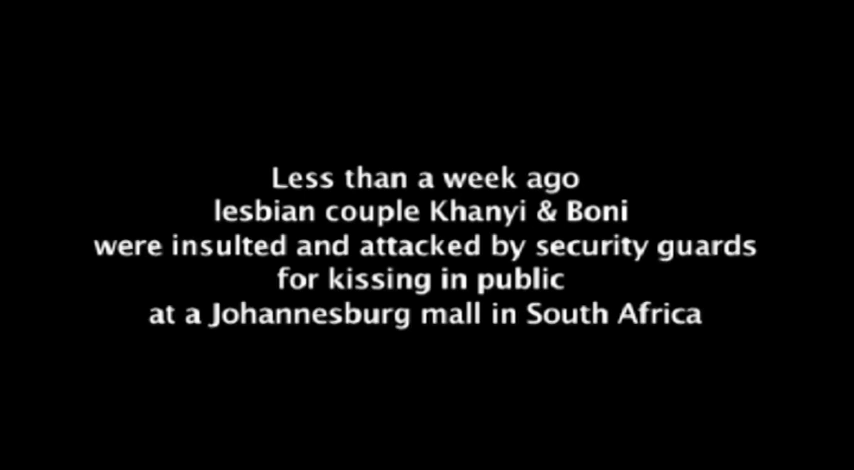 Less than a week ago
lesbian couple Khanyi & Boni
were insulted and attacked by security guards
for kissing in public
at a Johannesburg mall in South Africa